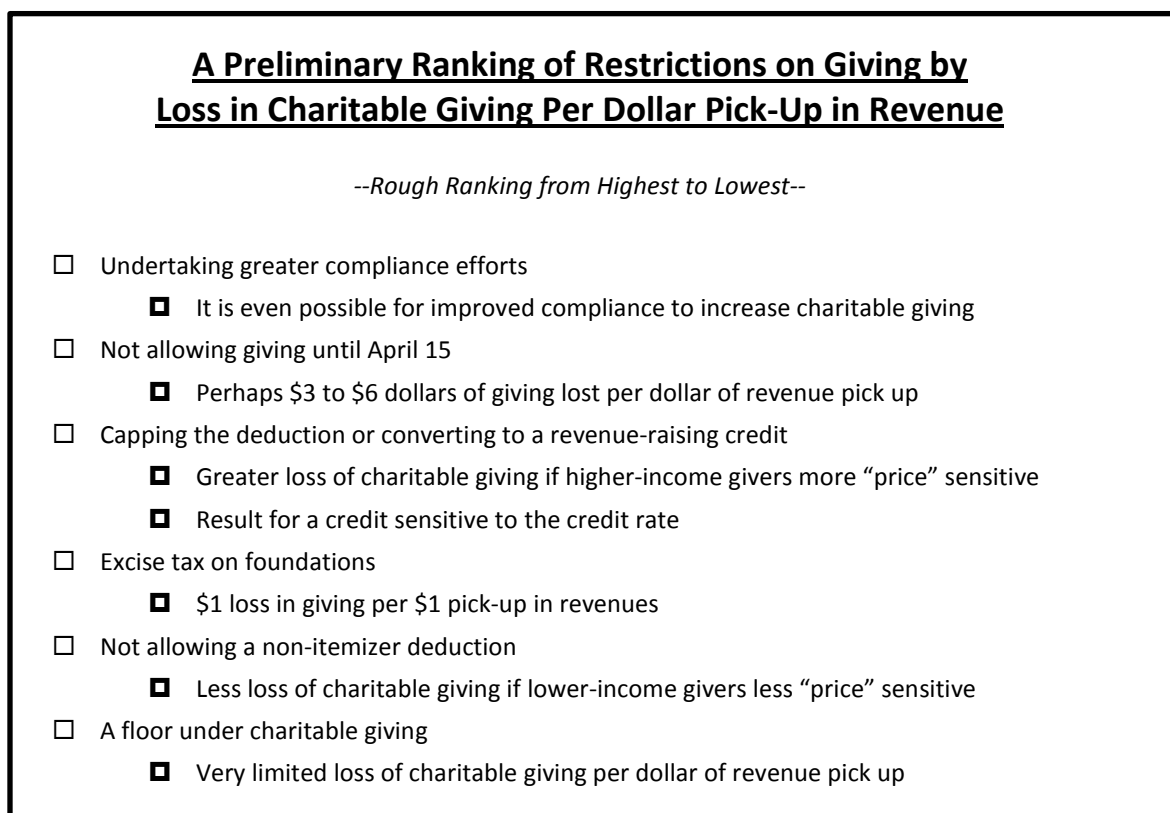 A Preliminary Ranking of Restrictions on Giving by
Loss in Charitable Giving Per Dollar Pick-Up in Revenue
--Rough Ranking from Highest to Lowest--
Undertaking greater compliance efforts
It is even possible for improved compliance to increase charitable giving
Not allowing giving until April 15
Perhaps $3 to $6 dollars of giving lost per dollar of revenue pick up
Capping the deduction or converting to a revenue-raising credit
Greater loss of charitable giving if higher-income givers more “price” sensitive
Result for a credit sensitive to the credit rate
Excise tax on foundations
$1 loss in giving per $1 pick-up in revenues
Not allowing a non-itemizer deduction
Less loss of charitable giving if lower-income givers less “price” sensitive
A floor under charitable giving
Very limited loss of charitable giving per dollar of revenue pick up